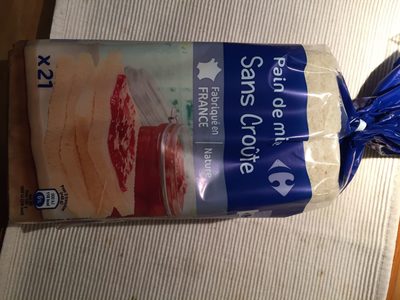 Pain de mie
Sans Croûte
Fabriqué en
FRANCE
Nature
x21